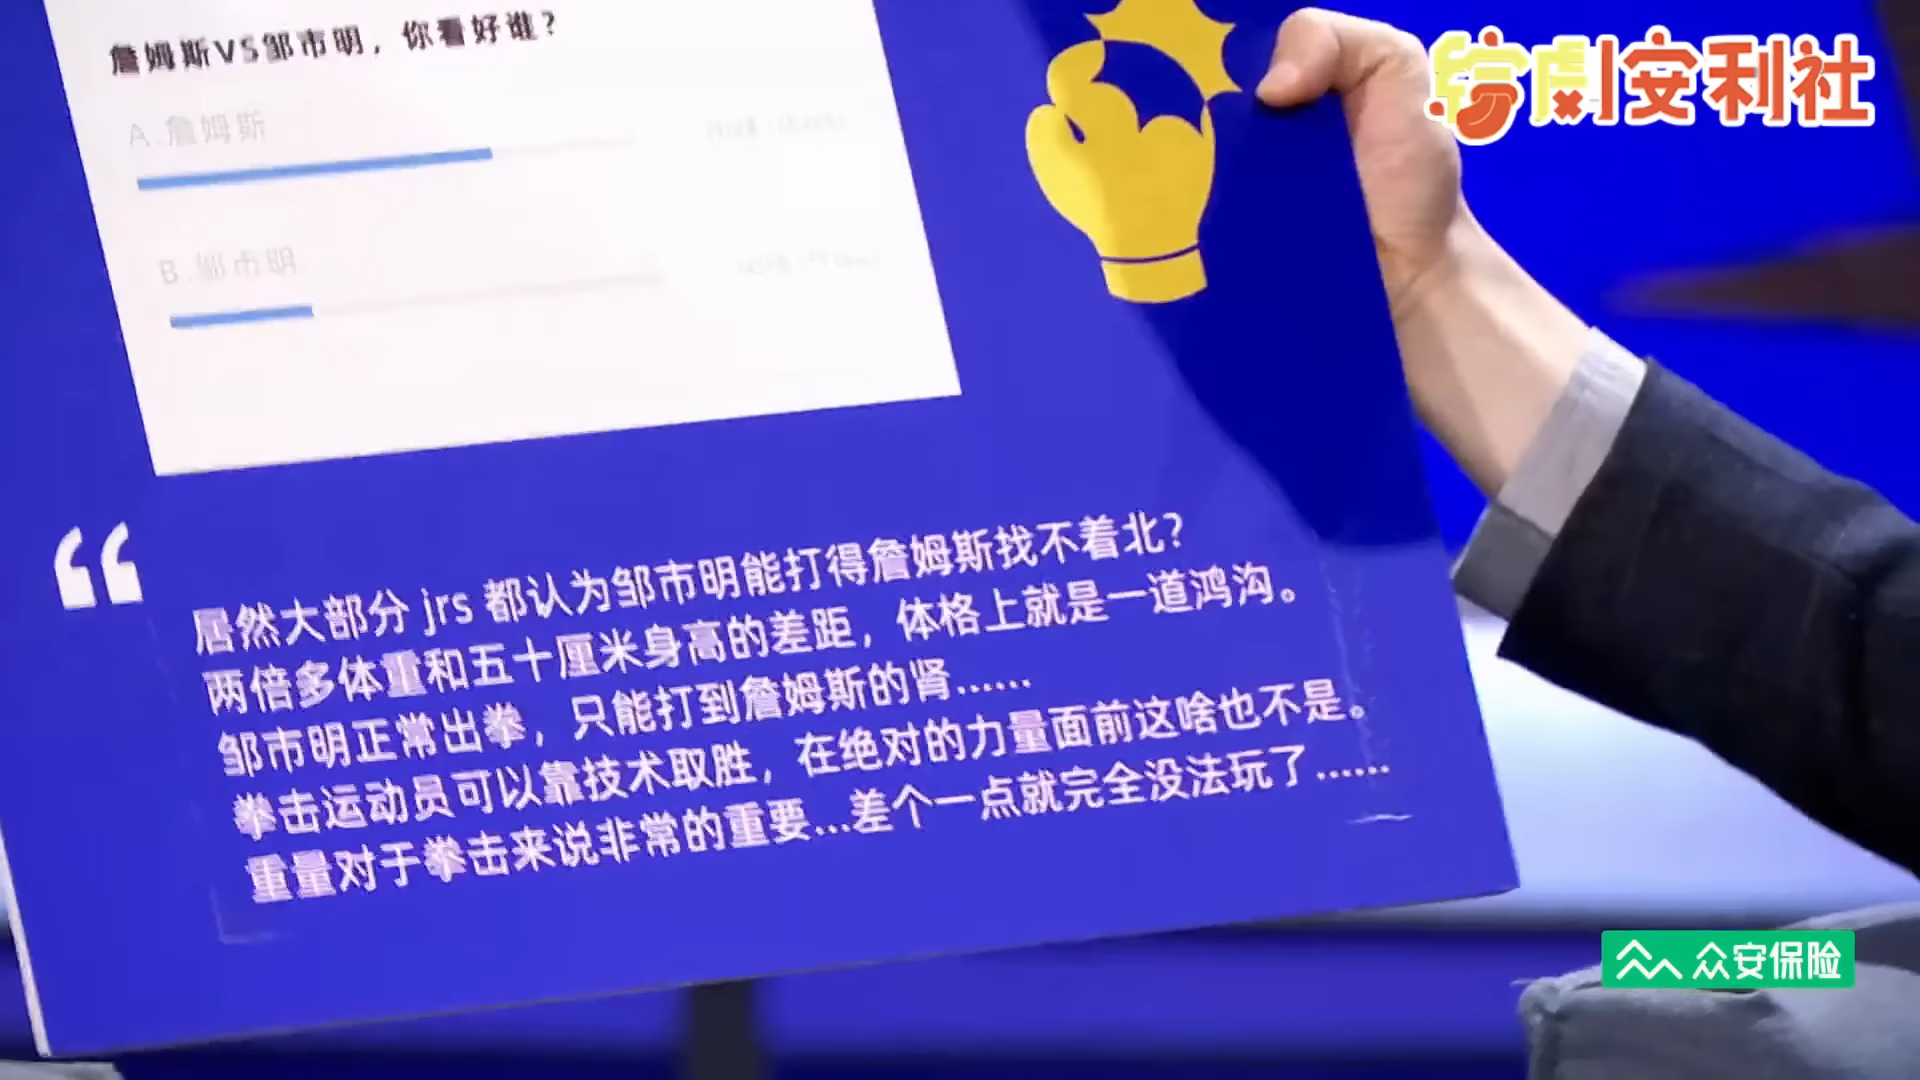 詹姆斯VS邹市明，你看好谁？
A.詹姆斯
B.邹市明
居然大部分 jrs 都认为邹市明能打得詹姆斯找不着北？
两倍多体重和五十厘米身高的差距，体格上就是一道鸿沟。
邹市明正常出拳，只能打到詹姆斯的肾……
拳击运动员可以靠技术取胜，在绝对的力量面前这啥也不是。
重量对于拳击来说非常的重要...差个一点就完全没法玩了……
综劇安利社
众安保险